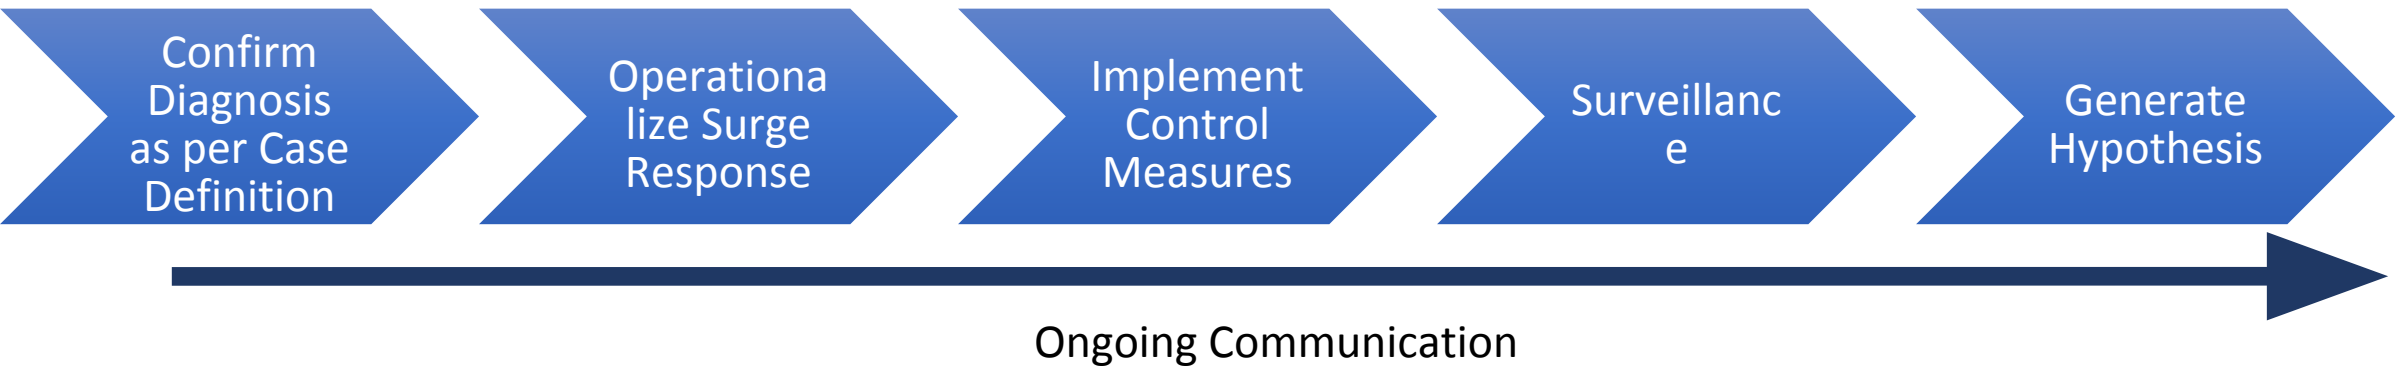 Confirm
Diagnosis
as per Case
Definition
Operationa
lize Surge
Response
Implement
Control
Measures
Surveillanc
e
Generate
Hypothesis
Ongoing Communication